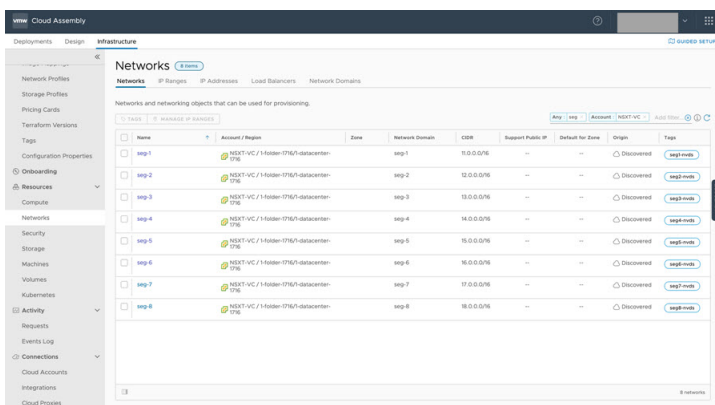 vmw Cloud Assembly
Deployments Design Infrastructure GUIDED SETUP
Network Profiles
Storage Profiles
Pricing Cards
Terraform Versions
Tags
Configuration Properties
Onboarding
Resources
Compute
Networks
Security
Storage
Machines
Volumes
Kubernetes
Activity
Requests
Events Log
Connections
Cloud Accounts
Integrations
Cloud Proxies
Networks 8 items
Networks IP Ranges IP Addresses Load Balancers Network Domains
Networks and networking objects that can be used for provisioning.
TAGS MANAGE IP RANGES Any : seg Account : NSXT-VC Add filter...
Name Account / Region Zone Network Domain CIDR Support Public IP Default for Zone Origin Tags
seg-1 NSXT-VC / 1-folder-1716/1-datacenter-1716 seg-1 11.0.0.0/16 -- -- Discovered seg1-nvds
seg-2 NSXT-VC / 1-folder-1716/1-datacenter-1716 seg-2 12.0.0.0/16 -- -- Discovered seg2-nvds
seg-3 NSXT-VC / 1-folder-1716/1-datacenter-1716 seg-3 13.0.0.0/16 -- -- Discovered seg3-nvds
seg-4 NSXT-VC / 1-folder-1716/1-datacenter-1716 seg-4 14.0.0.0/16 -- -- Discovered seg4-nvds
seg-5 NSXT-VC / 1-folder-1716/1-datacenter-1716 seg-5 15.0.0.0/16 -- -- Discovered seg5-nvds
seg-6 NSXT-VC / 1-folder-1716/1-datacenter-1716 seg-6 16.0.0.0/16 -- -- Discovered seg6-nvds
seg-7 NSXT-VC / 1-folder-1716/1-datacenter-1716 seg-7 17.0.0.0/16 -- -- Discovered seg7-nvds
seg-8 NSXT-VC / 1-folder-1716/1-datacenter-1716 seg-8 18.0.0.0/16 -- -- Discovered seg8-nvds
8 networks